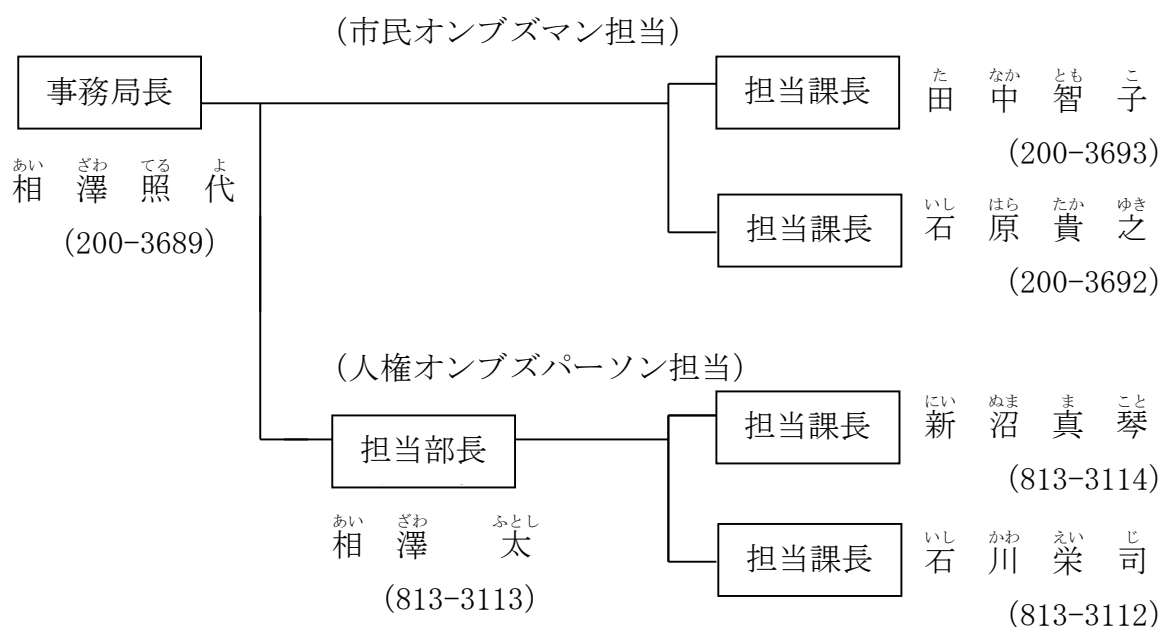 (市民オンブズマン担当)
事務局長
あい ざわ てる よ
相 澤 照 代
(200-3689)
担当課長
た なか とも こ
田 中 智 子
(200-3693)
担当課長
いし はら たか ゆき
石 原 貴 之
(200-3692)
(人権オンブズパーソン担当)
担当部長
あい ざわ ふとし
相 澤 太
(813-3113)
担当課長
にい ぬま ま こと
新 沼 真 琴
(813-3114)
担当課長
いし かわ えい じ
石 川 栄 司
(813-3112)